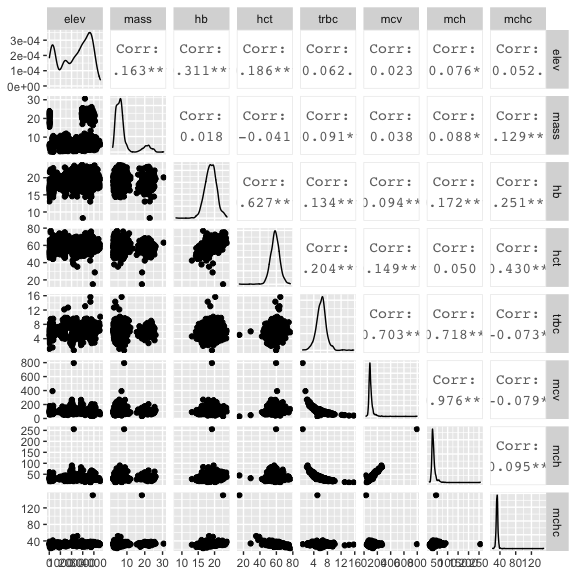 elev mass hb hct trbc mcv mch mchc
3e-04
2e-04
1e-04
0e+00
Corr: Corr: Corr: Corr: Corr: Corr: Corr:
.163** .311** .186** 0.062. 0.023 0.076* 0.052.
elev
30
20
10
Corr: Corr: Corr: Corr: Corr: Corr:
0.018 -0.041 0.091* 0.038 0.088* .129**
mass
20
15
10
Corr: Corr: Corr: Corr: Corr:
.627** .134** 0.094** .172** .251**
hb
80
60
40
20
Corr: Corr: Corr: Corr:
.204** .149** 0.050 0.430**
hct
16
12
8
4
Corr: Corr: Corr:
0.703** 0.718** -0.073*
trbc
800
600
400
200
0
Corr: Corr:
.976** -0.079*
mcv
250
200
150
100
50
Corr:
0.095**
mch
120
80
40
mchc
10 20 30 10 15 20 20 40 60 80 4 8 12 16 40 80 120